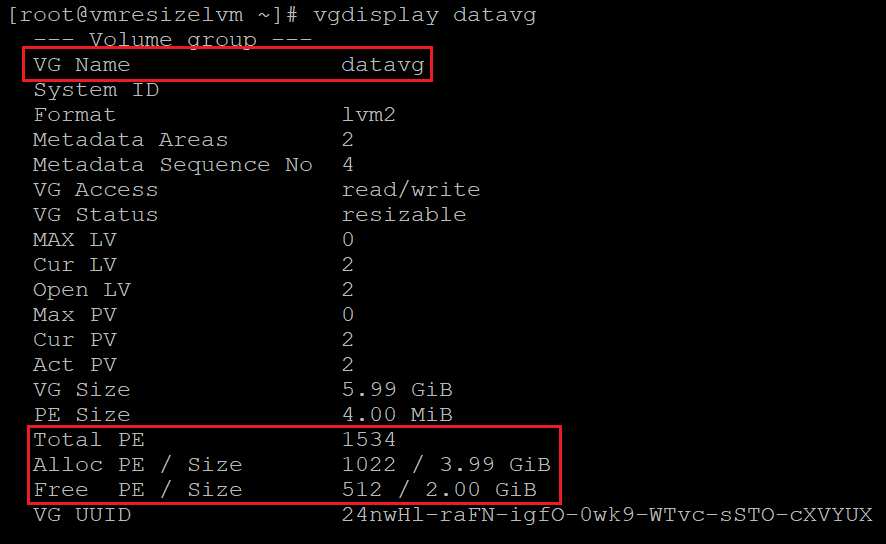 [root@vmresizelvm ~]# vgdisplay datavg
--- Volume group ---
VG Name datavg
System ID
Format lvm2
Metadata Areas 2
Metadata Sequence No 4
VG Access read/write
VG Status resizable
MAX LV 0
Cur LV 2
Open LV 2
Max PV 0
Cur PV 2
Act PV 2
VG Size 5.99 GiB
PE Size 4.00 MiB
Total PE 1534
Alloc PE / Size 1022 / 3.99 GiB
Free PE / Size 512 / 2.00 GiB
VG UUID 24nwHl-raFN-igfO-0wk9-WTvc-sSTO-cXVYUX